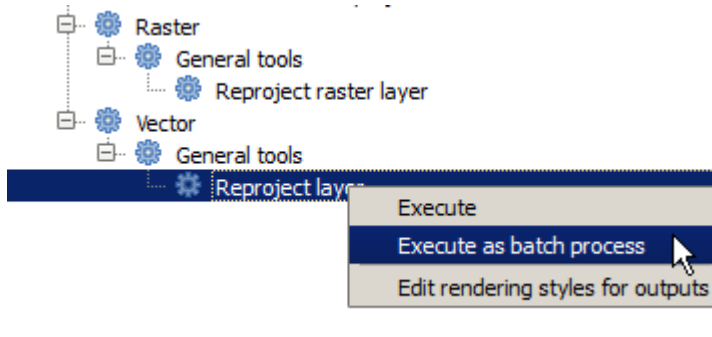 Raster
General tools
Reproject raster layer
Vector
General tools
Reproject layer
Execute
Execute as batch process
Edit rendering styles for outputs